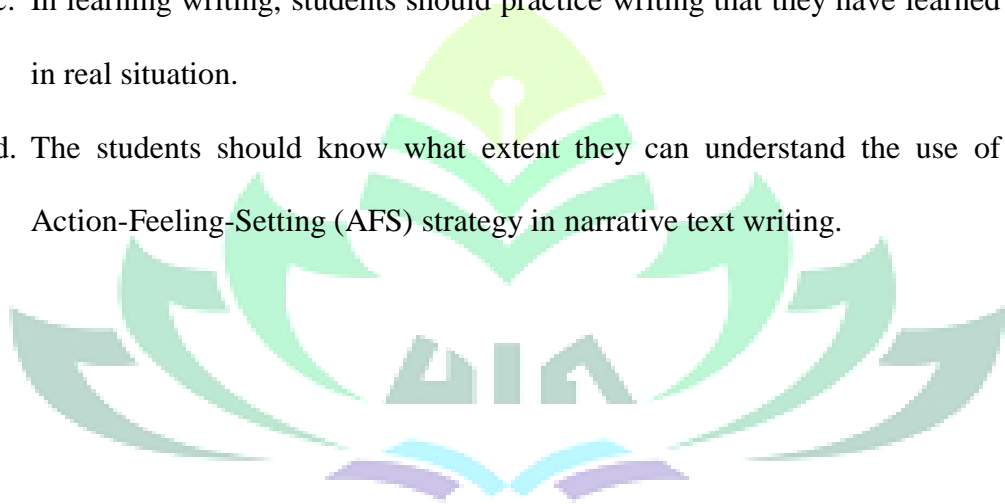 c. In learning writing, students should practice writing that they have learned
in real situation.
d. The students should know what extent they can understand the use of
Action-Feeling-Setting (AFS) strategy in narrative text writing.
UIN